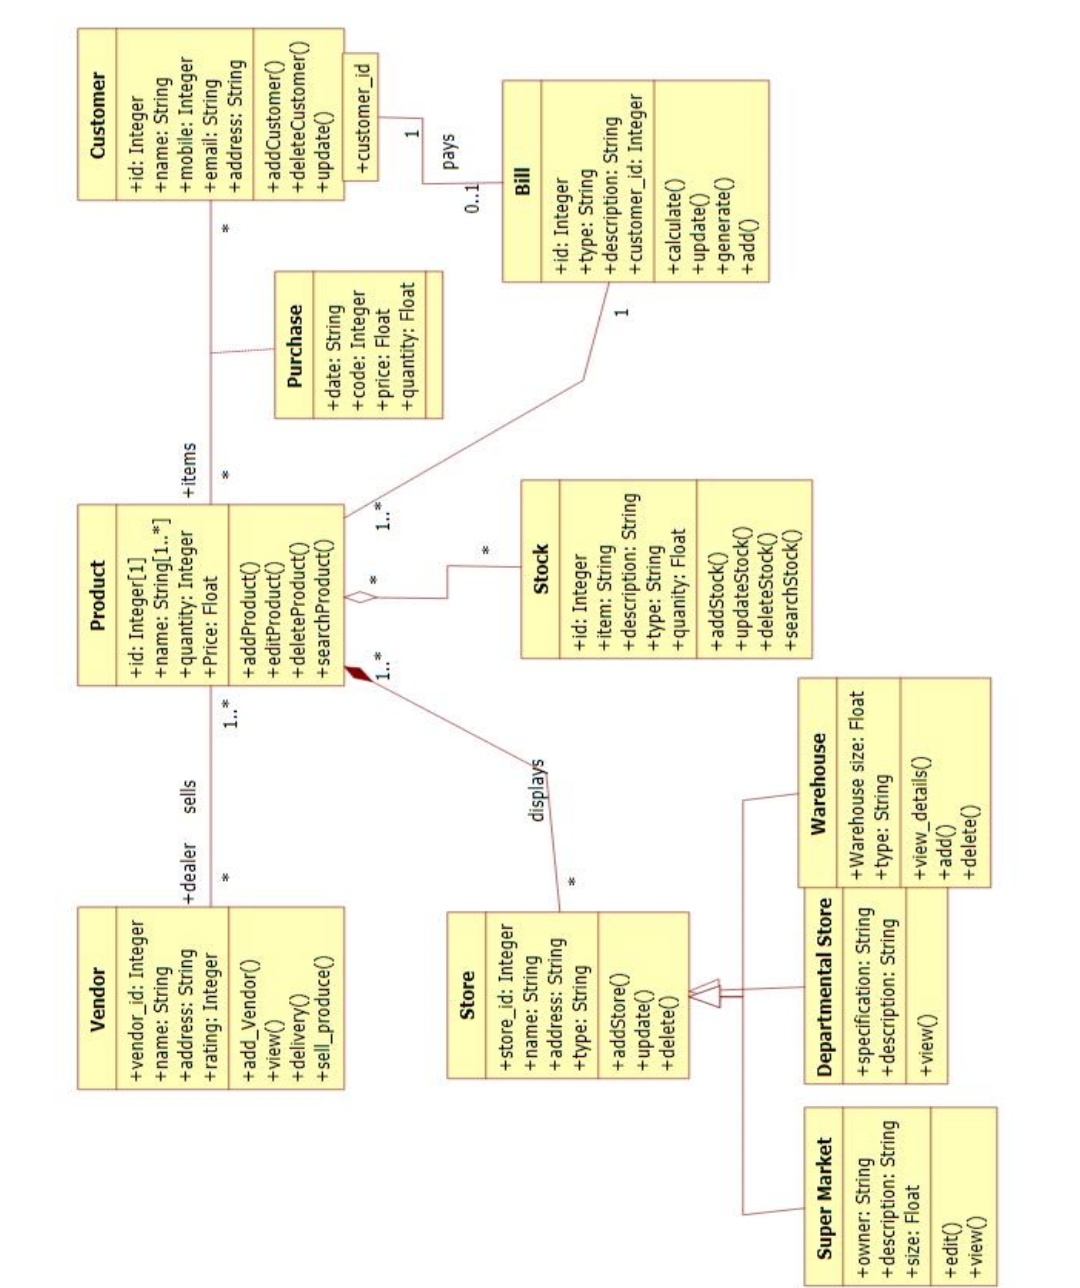 Vendor
+vendor_id: Integer
+name: String
+address: String
+rating: Integer
+add_Vendor()
+view()
+delivery()
+sell_produce()
+dealer
sells
*
1..*
Product
+id: Integer[1]
+name: String[1..*]
+quantity: Integer
+Price: Float
+addProduct()
+editProduct()
+deleteProduct()
+searchProduct()
+items
*
*
Customer
+id: Integer
+name: String
+mobile: Integer
+email: String
+address: String
+addCustomer()
+deleteCustomer()
+update()
+customer_id
Purchase
+date: String
+code: Integer
+price: Float
+quantity: Float
1
pays
0..1
1..*
*
1..*
*
1
displays
*
Store
+store_id: Integer
+name: String
+address: String
+type: String
+addStore()
+update()
+delete()
Stock
+id: Integer
+item: String
+description: String
+type: String
+quanity: Float
+addStock()
+updateStock()
+deleteStock()
+searchStock()
Bill
+id: Integer
+type: String
+description: String
+customer_id: Integer
+calculate()
+update()
+generate()
+add()
Super Market
+owner: String
+description: String
+size: Float
+edit()
+view()
Departmental Store
+specification: String
+description: String
+view()
Warehouse
+Warehouse size: Float
+type: String
+view_details()
+add()
+delete()